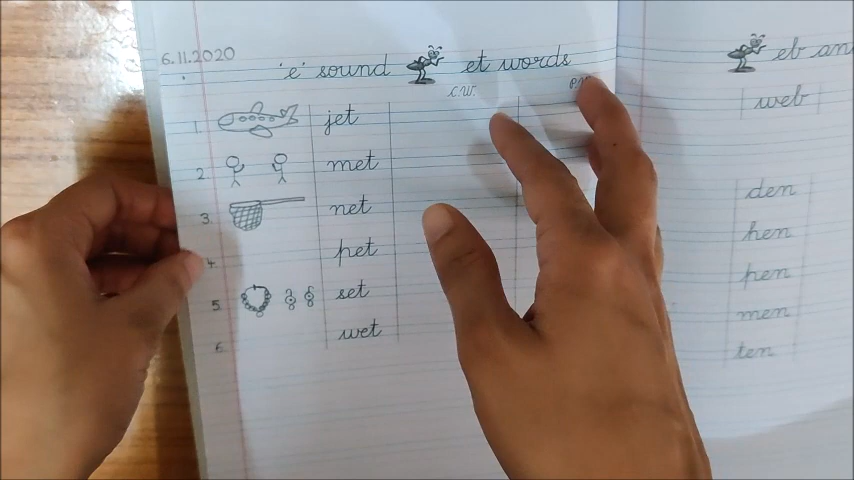 6.11.2020
'e' sound et words
c.w.
1. jet
2 met
3. net
4. pet
5. set
6. wet
eb an
web
den
hen
pen
men
ten